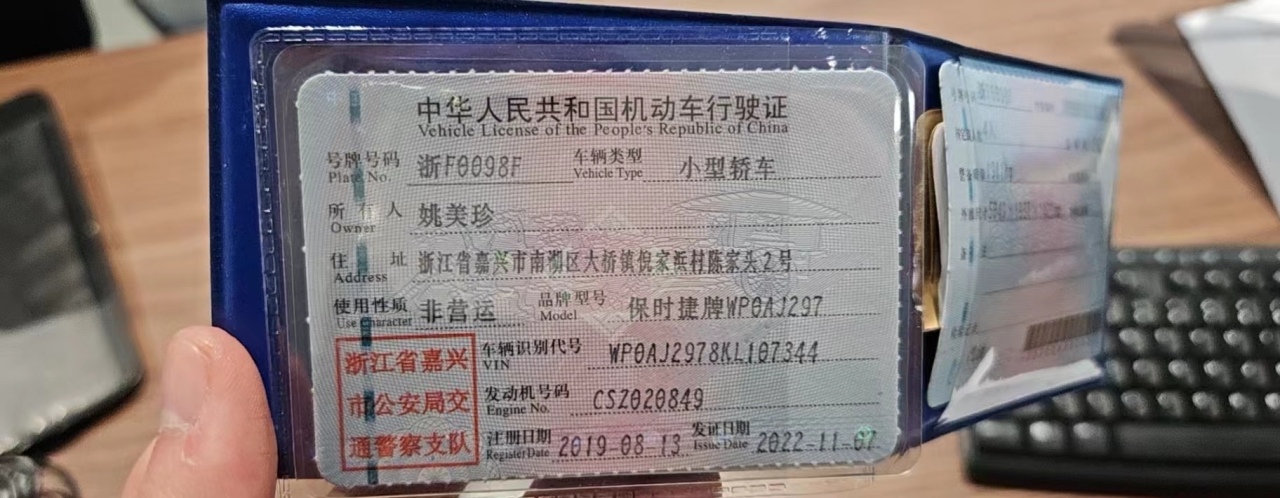 中华人民共和国机动车行驶证
Vehicle License of the People's Republic of China
号牌号码 浙F0098F 车辆类型 小型轿车
Plate No. Vehicle Type
所有人 姚美珍
Owner
住址 浙江省嘉兴市南湖区大桥镇倪家浜村陈家头2号
Address
使用性质 非营运 品牌型号 保时捷牌WP0AJ297
Use Character Model
浙江省嘉兴 车辆识别代号 WP0AJ2978KL107344
VIN
市公安局交 发动机号码 CSZ020849
Engine No.
通警察支队 注册日期 2019-08-13 发证日期 2022-11-07
Register Date Issue Date